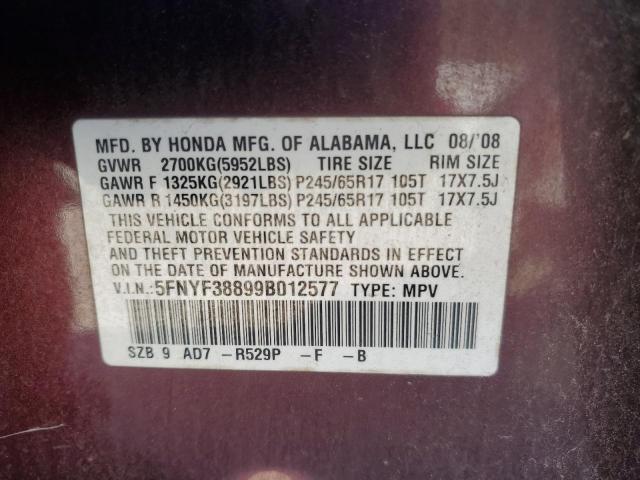 MFD. BY HONDA MFG. OF ALABAMA, LLC 08/'08
GVWR 2700KG(5952LBS) TIRE SIZE RIM SIZE
GAWR F 1325KG(2921LBS) P245/65R17 105T 17X7.5J
GAWR R 1450KG(3197LBS) P245/65R17 105T 17X7.5J
THIS VEHICLE CONFORMS TO ALL APPLICABLE
FEDERAL MOTOR VEHICLE SAFETY
AND THEFT PREVENTION STANDARDS IN EFFECT
ON THE DATE OF MANUFACTURE SHOWN ABOVE.
V.I.N.:5FNYF38899B012577 TYPE: MPV
SZB 9 AD7 -R529P -F -B